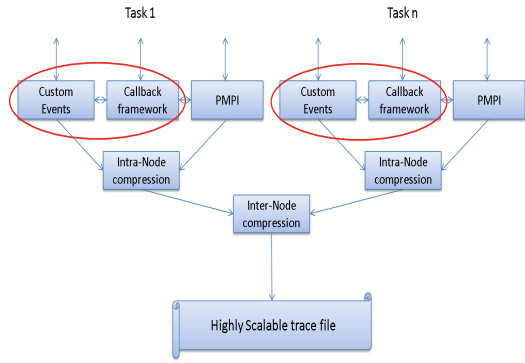 Task 1
Task n
Custom
Events
Callback
framework
PMPI
Custom
Events
Callback
framework
PMPI
Intra-Node
compression
Intra-Node
compression
Inter-Node
compression
Highly Scalable trace file